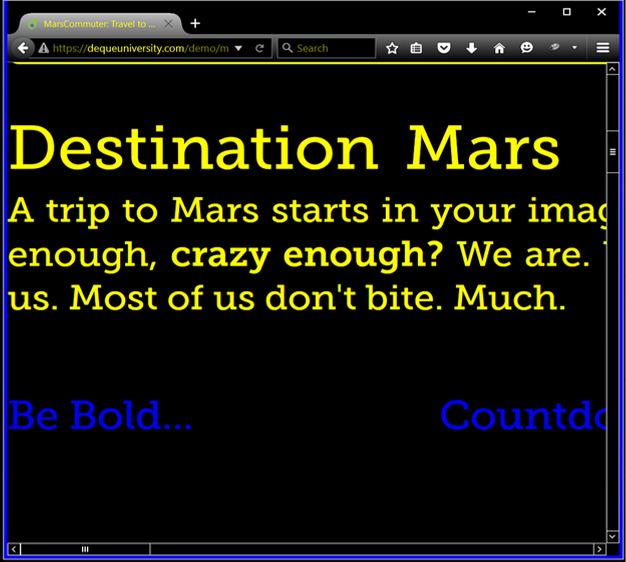 MarsCommuter: Travel to ...
https://dequeuniversity.com/demo/m
Search
Destination Mars
A trip to Mars starts in your imag
enough, crazy enough? We are.
us. Most of us don't bite. Much.
Be Bold... Countdo